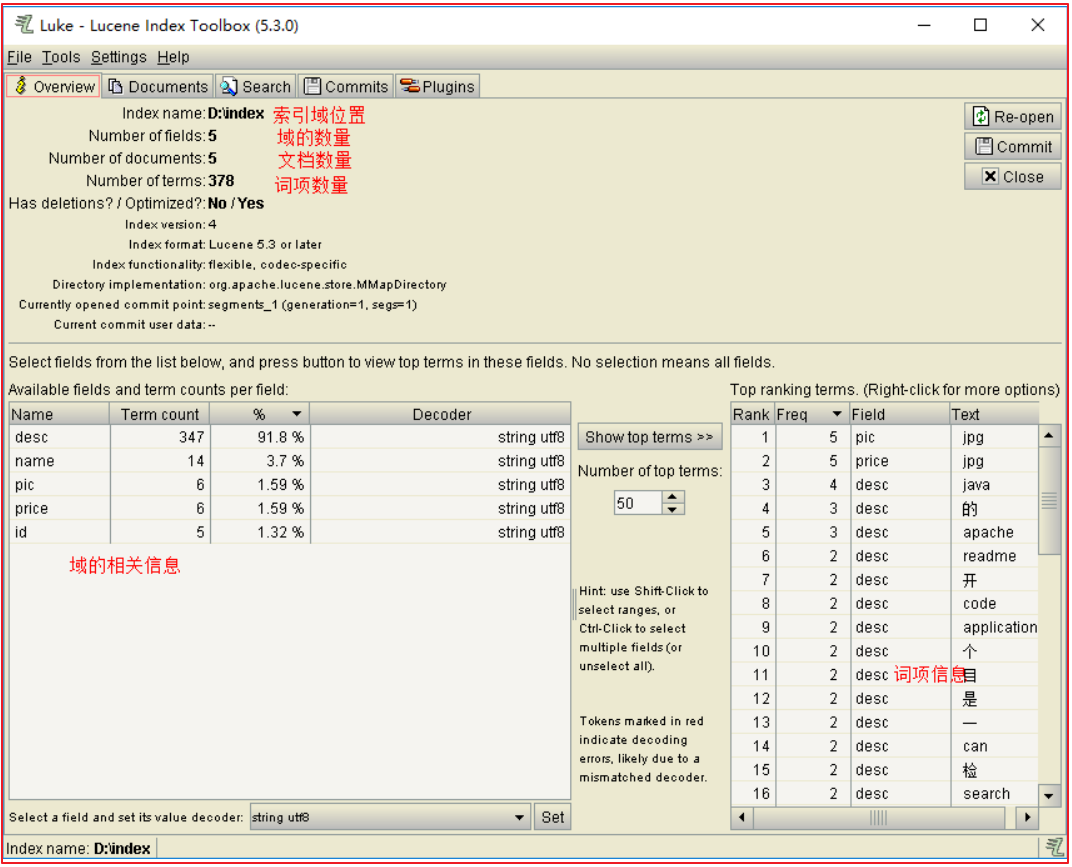 Luke - Lucene Index Toolbox (5.3.0)
File Tools Settings Help
Overview Documents Search Commits Plugins
Index name: D:\index 索引域位置
Number of fields: 5 域的数量
Number of documents: 5 文档数量
Number of terms: 378 词项数量
Has deletions? / Optimized?: No / Yes
Index version: 4
Index format: Lucene 5.3 or later
Index functionality: flexible, codec-specific
Directory implementation: org.apache.lucene.store.MMapDirectory
Currently opened commit point: segments_1 (generation=1, segs=1)
Current commit user data: --
Re-open
Commit
Close
Select fields from the list below, and press button to view top terms in these fields. No selection means all fields.
Available fields and term counts per field:
Name Term count % Decoder
desc 347 91.8 % string utf8
name 14 3.7 % string utf8
pic 6 1.59 % string utf8
price 6 1.59 % string utf8
id 5 1.32 % string utf8
域的相关信息
Show top terms >>
Number of top terms:
50
Hint: use Shift-Click to
select ranges, or
Ctrl-Click to select
multiple fields (or
unselect all).
Tokens marked in red
indicate decoding
errors, likely due to a
mismatched decoder.
Top ranking terms. (Right-click for more options)
Rank Freq Field Text
1 5 pic jpg
2 5 price jpg
3 4 desc java
4 3 desc 的
5 3 desc apache
6 2 desc readme
7 2 desc 开
8 2 desc code
9 2 desc application
10 2 desc 个
11 2 desc 词项信息 目
12 2 desc 是
13 2 desc 一
14 2 desc can
15 2 desc 检
16 2 desc search
Select a field and set its value decoder: string utf8 Set
Index name: D:\index